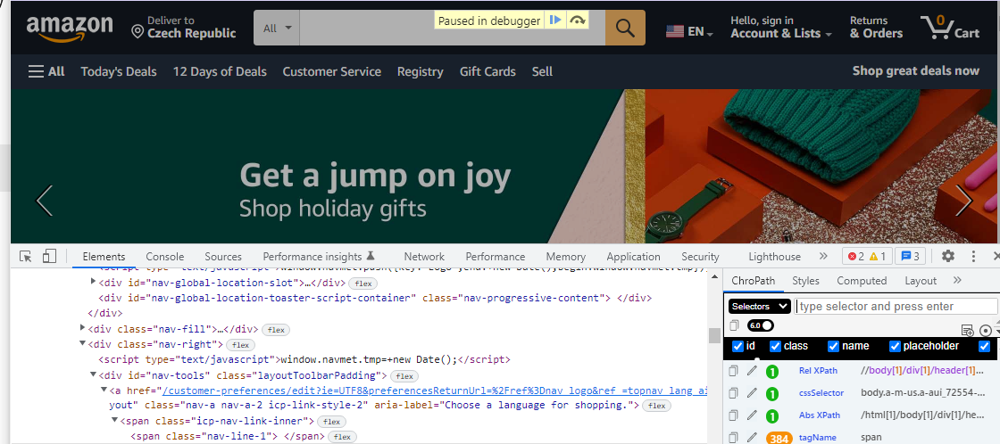 amazon
Deliver to
Czech Republic
All
Paused in debugger
EN
Hello, sign in
Account & Lists
Returns
& Orders
0
Cart
All
Today's Deals
12 Days of Deals
Customer Service
Registry
Gift Cards
Sell
Shop great deals now
Get a jump on joy
Shop holiday gifts
Elements
Console
Sources
Performance insights
Network
Performance
Memory
Application
Security
Lighthouse
»
2
1
3
<div id="nav-global-location-slot">…</div> flex
<div id="nav-global-location-toaster-script-container" class="nav-progressive-content"> </div>
</div>
<div class="nav-fill">…</div> flex
<div class="nav-right"> flex
<script type="text/javascript">window.navmet.tmp=+new Date();</script>
<div id="nav-tools" class="layoutToolbarPadding"> flex
<a href="/customer-preferences/edit?ie=UTF8&preferencesReturnUrl=%2Fref%3Dnav_logo&ref_=topnav_lang_ai
yout" class="nav-a nav-a-2 icp-link-style-2" aria-label="Choose a language for shopping."> flex
<span class="icp-nav-link-inner"> flex
<span class="nav-line-1"> </span> flex
ChroPath
Styles
Computed
Layout
»
Selectors
type selector and press enter
6.0
id
class
name
placeholder
1 Rel XPath //body[1]/div[1]/header[1]...
1 cssSelector body.a-m-us.a-aui_72554-...
1 Abs XPath /html[1]/body[1]/div[1]/he...
384 tagName span